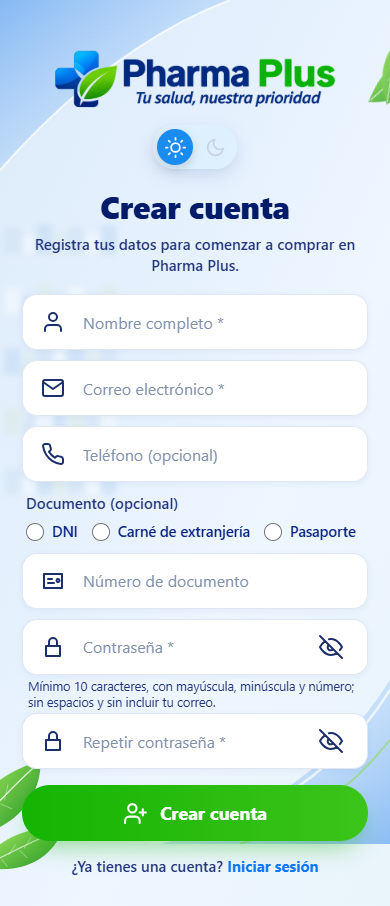 Pharma Plus
Tu salud, nuestra prioridad
Crear cuenta
Registra tus datos para comenzar a comprar en
Pharma Plus.
Nombre completo *
Correo electrónico *
Teléfono (opcional)
Documento (opcional)
DNI Carné de extranjería Pasaporte
Número de documento
Contraseña *
Mínimo 10 caracteres, con mayúscula, minúscula y número;
sin espacios y sin incluir tu correo.
Repetir contraseña *
Crear cuenta
¿Ya tienes una cuenta? Iniciar sesión